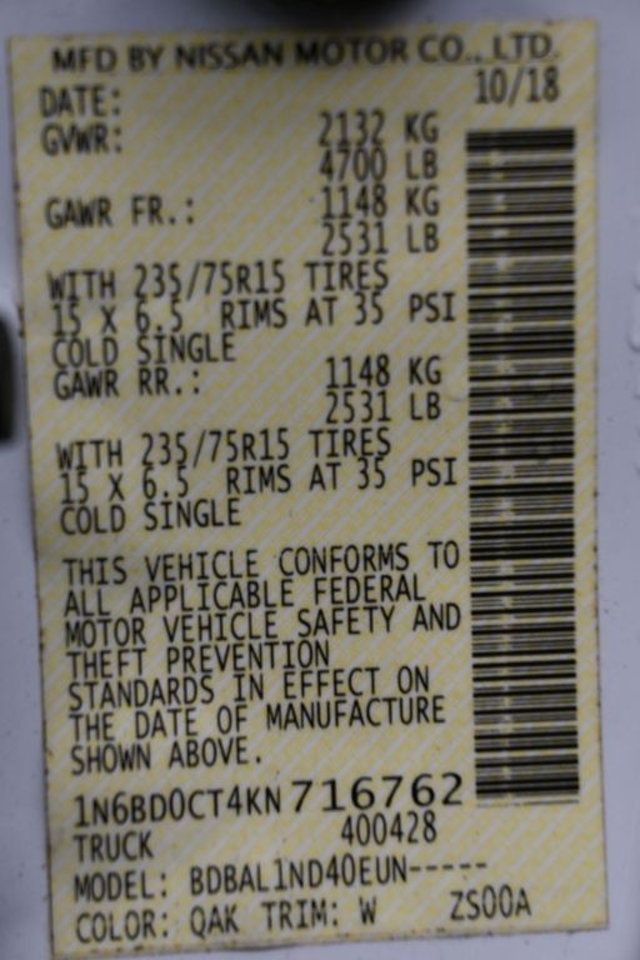 MFD BY NISSAN MOTOR CO., LTD.
DATE: 10/18
GVWR: 2132 KG
4700 LB
GAWR FR.: 1148 KG
2531 LB
WITH 235/75R15 TIRES
15 X 6.5 RIMS AT 35 PSI
COLD SINGLE
GAWR RR.: 1148 KG
2531 LB
WITH 235/75R15 TIRES
15 X 6.5 RIMS AT 35 PSI
COLD SINGLE
THIS VEHICLE CONFORMS TO
ALL APPLICABLE FEDERAL
MOTOR VEHICLE SAFETY AND
THEFT PREVENTION
STANDARDS IN EFFECT ON
THE DATE OF MANUFACTURE
SHOWN ABOVE.
1N6BD0CT4KN716762
TRUCK 400428
MODEL: BDBAL1ND40EUN-----
COLOR: QAK TRIM: W ZS00A